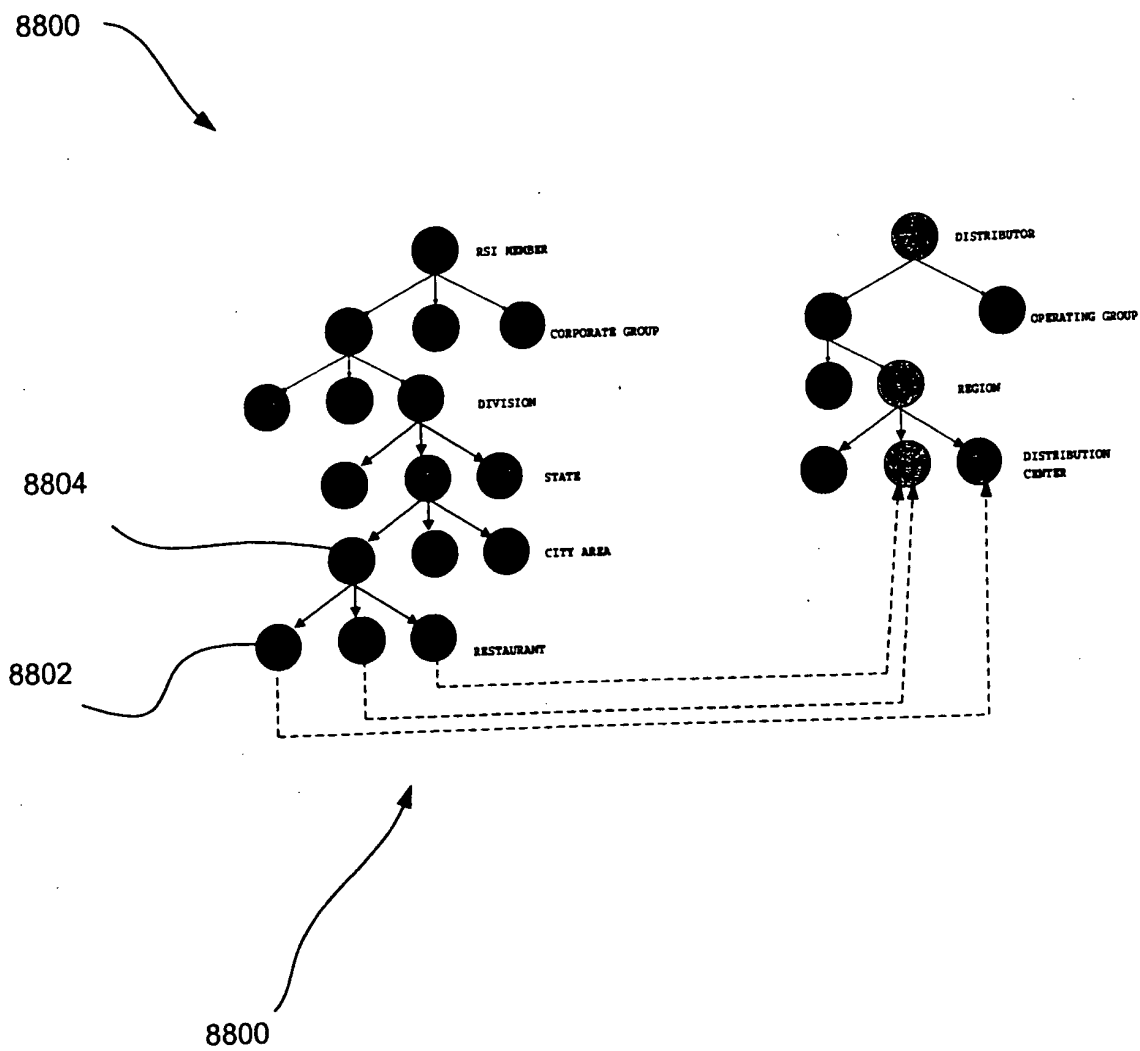 8800
RSI MEMBER
DISTRIBUTOR
CORPORATE GROUP
OPERATING GROUP
DIVISION
REGION
8804
STATE
DISTRIBUTION
CENTER
CITY AREA
8802
RESTAURANT
8800